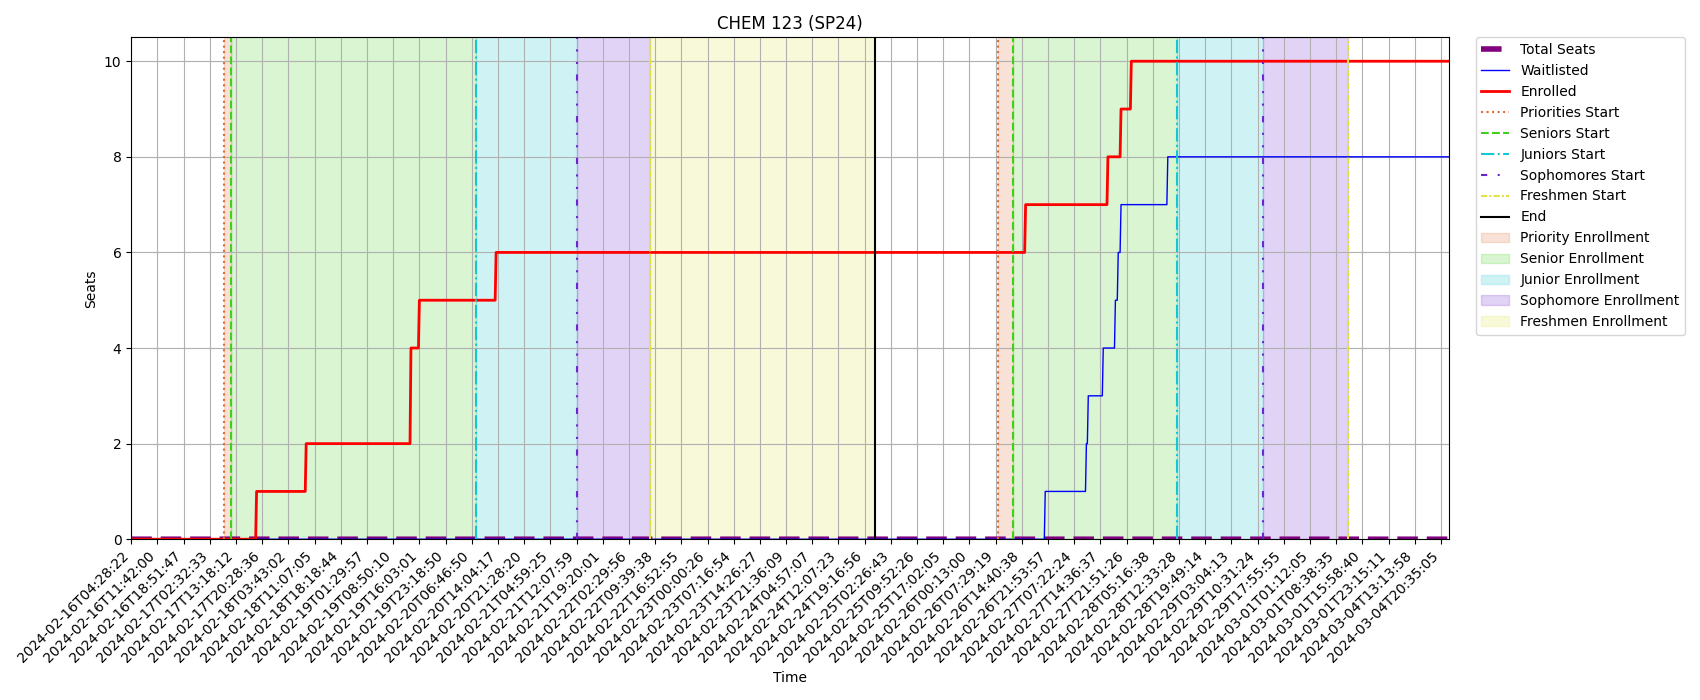 CHEM 123 (SP24)
Seats
10
8
6
4
2
0
2024-02-16T04:28:22
2024-02-16T11:42:00
2024-02-16T18:51:47
2024-02-17T02:32:33
2024-02-17T13:18:12
2024-02-17T20:28:36
2024-02-18T03:43:02
2024-02-18T11:07:05
2024-02-18T18:18:44
2024-02-19T01:29:57
2024-02-19T08:50:10
2024-02-19T16:03:01
2024-02-19T23:18:50
2024-02-20T06:46:50
2024-02-20T14:04:17
2024-02-20T21:28:20
2024-02-21T04:59:25
2024-02-21T12:07:59
2024-02-21T19:20:01
2024-02-22T02:29:56
2024-02-22T09:39:38
2024-02-22T16:52:55
2024-02-23T00:00:26
2024-02-23T07:16:54
2024-02-23T14:26:27
2024-02-23T21:36:09
2024-02-24T04:57:07
2024-02-24T12:07:23
2024-02-24T19:16:56
2024-02-25T02:26:43
2024-02-25T09:52:26
2024-02-25T17:02:05
2024-02-26T00:13:00
2024-02-26T07:29:19
2024-02-26T14:40:38
2024-02-26T21:53:57
2024-02-27T07:22:24
2024-02-27T14:36:37
2024-02-27T21:51:26
2024-02-28T05:16:38
2024-02-28T12:33:28
2024-02-28T19:49:14
2024-02-29T03:04:13
2024-02-29T10:31:24
2024-02-29T17:55:55
2024-03-01T01:12:05
2024-03-01T08:38:35
2024-03-01T15:58:40
2024-03-01T23:15:11
2024-03-04T13:13:58
2024-03-04T20:35:05
Time
Total Seats
Waitlisted
Enrolled
Priorities Start
Seniors Start
Juniors Start
Sophomores Start
Freshmen Start
End
Priority Enrollment
Senior Enrollment
Junior Enrollment
Sophomore Enrollment
Freshmen Enrollment